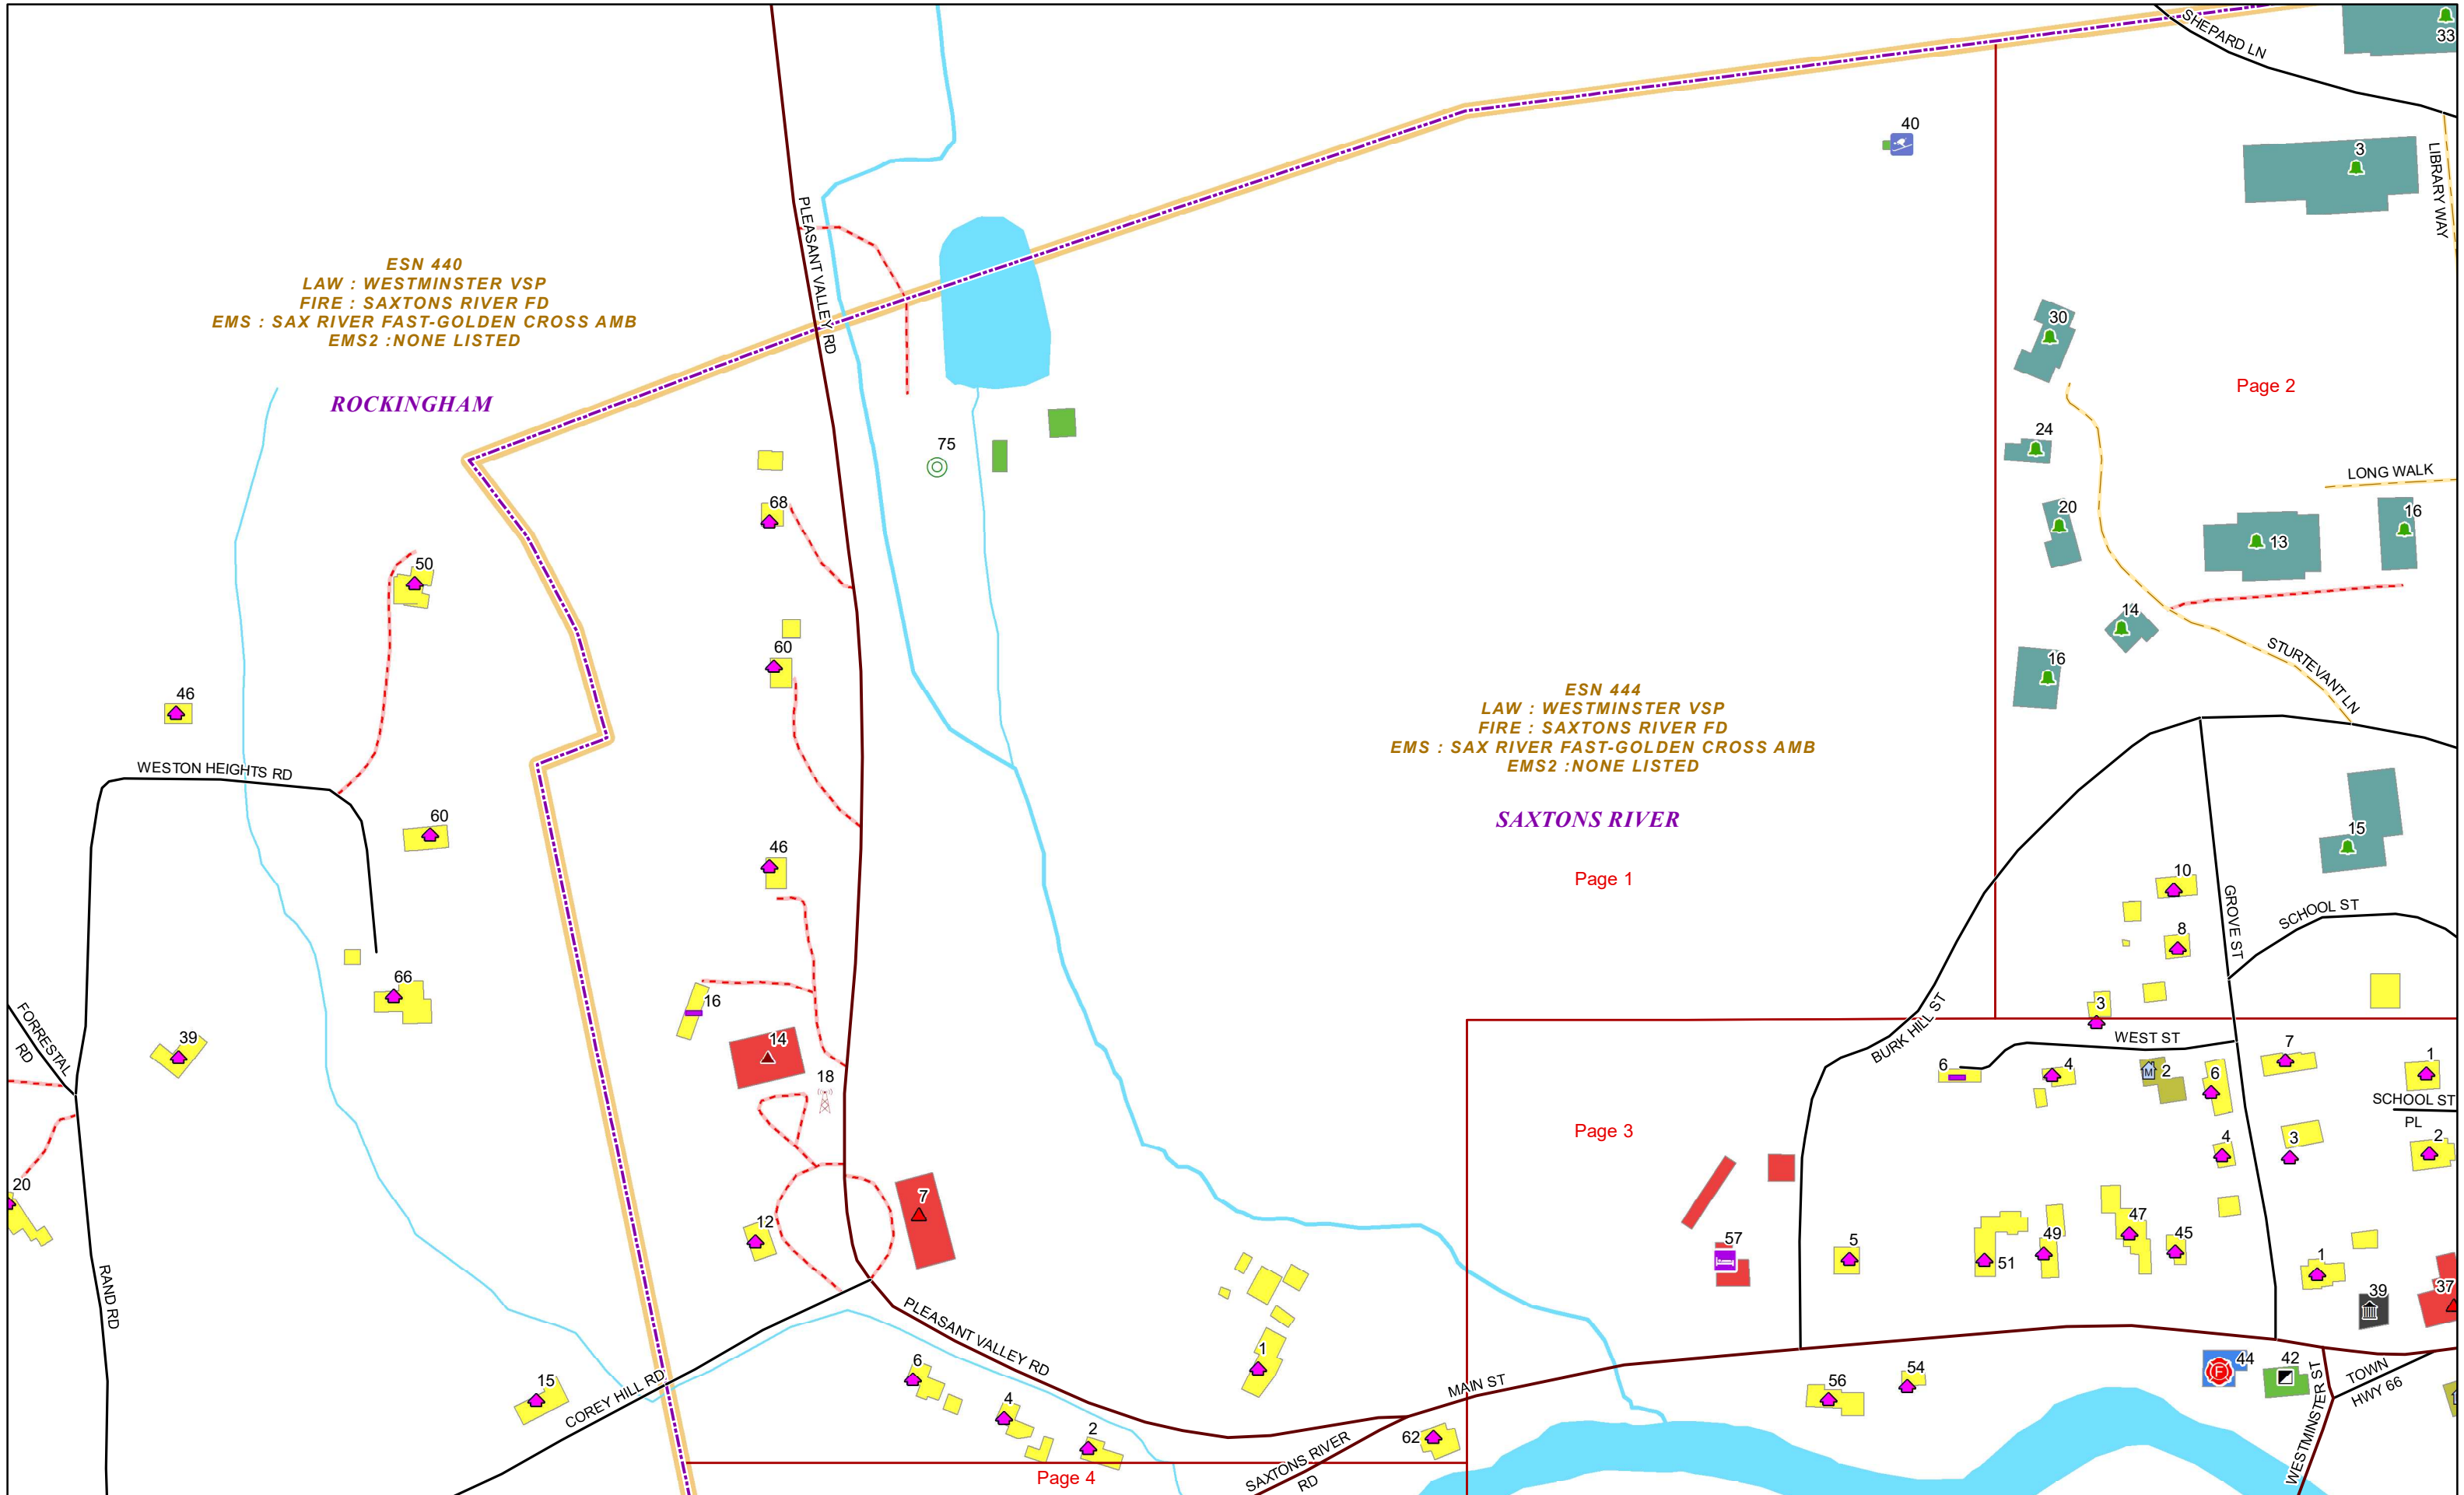 SHEPARD LN
33
40
3
LIBRARY WAY
PLEASANT VALLEY RD
ESN 440
LAW : WESTMINSTER VSP
FIRE : SAXTONS RIVER FD
EMS : SAX RIVER FAST-GOLDEN CROSS AMB
EMS2 :NONE LISTED
ROCKINGHAM
30
Page 2
24
75
LONG WALK
68
20
16
13
50
14
60
STURTEVANT LN
16
46
ESN 444
LAW : WESTMINSTER VSP
FIRE : SAXTONS RIVER FD
EMS : SAX RIVER FAST-GOLDEN CROSS AMB
EMS2 :NONE LISTED
WESTON HEIGHTS RD
60
SAXTONS RIVER
15
46
Page 1
10
GROVE ST
SCHOOL ST
8
66
16
3
FORRESTAL
RD
39
14
BURK HILL ST
WEST ST
7
1
18
6
4
M
2
6
SCHOOL ST
PL
Page 3
4
3
2
20
7
12
57
5
51
49
47
45
1
RAND RD
39
37
PLEASANT VALLEY RD
1
6
15
COREY HILL RD
4
2
MAIN ST
56
54
F
44
42
WESTMINSTER ST
TOWN
HWY 66
62
SAXTONS RIVER
RD
Page 4